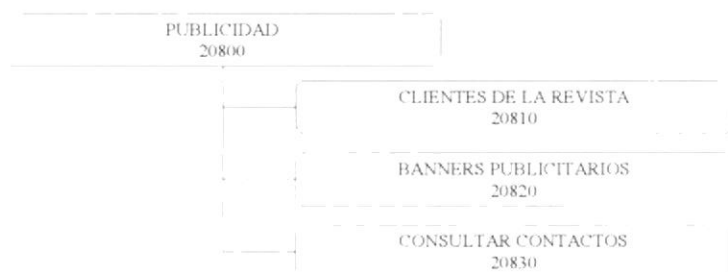 PUBLICIDAD
20800
CLIENTES DE LA REVISTA
20810
BANNERS PUBLICITARIOS
20820
CONSULTAR CONTACTOS
20830